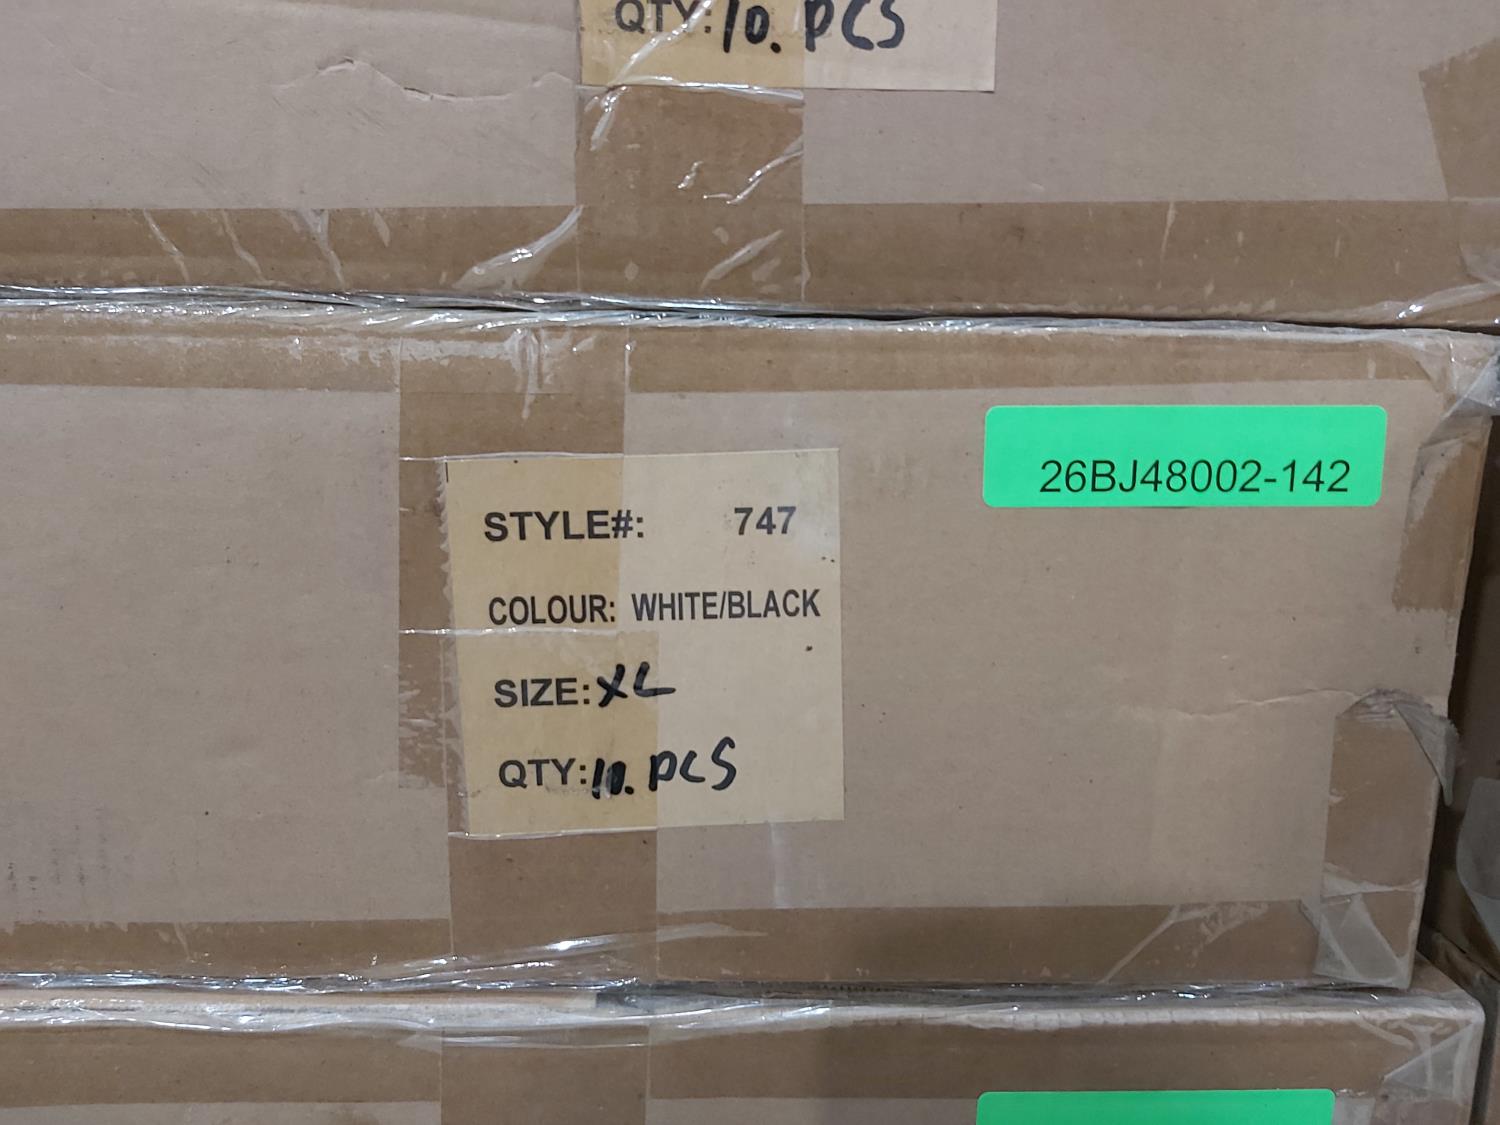 QTY: 10. PCS
26BJ48002-142
STYLE#: 747
COLOUR: WHITE/BLACK
SIZE: XL
QTY: 10. PCS